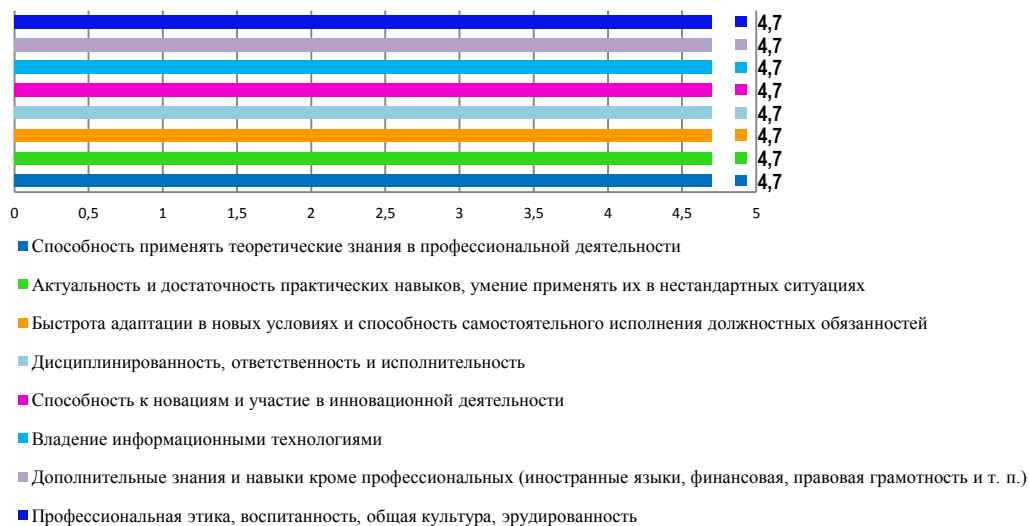 4,7
4,7
4,7
4,7
4,7
4,7
4,7
4,7
0 0,5 1 1,5 2 2,5 3 3,5 4 4,5 5
Способность применять теоретические знания в профессиональной деятельности
Актуальность и достаточность практических навыков, умение применять их в нестандартных ситуациях
Быстрота адаптации в новых условиях и способность самостоятельного исполнения должностных обязанностей
Дисциплинированность, ответственность и исполнительность
Способность к новациям и участие в инновационной деятельности
Владение информационными технологиями
Дополнительные знания и навыки кроме профессиональных (иностранные языки, финансовая, правовая грамотность и т. п.)
Профессиональная этика, воспитанность, общая культура, эрудированность